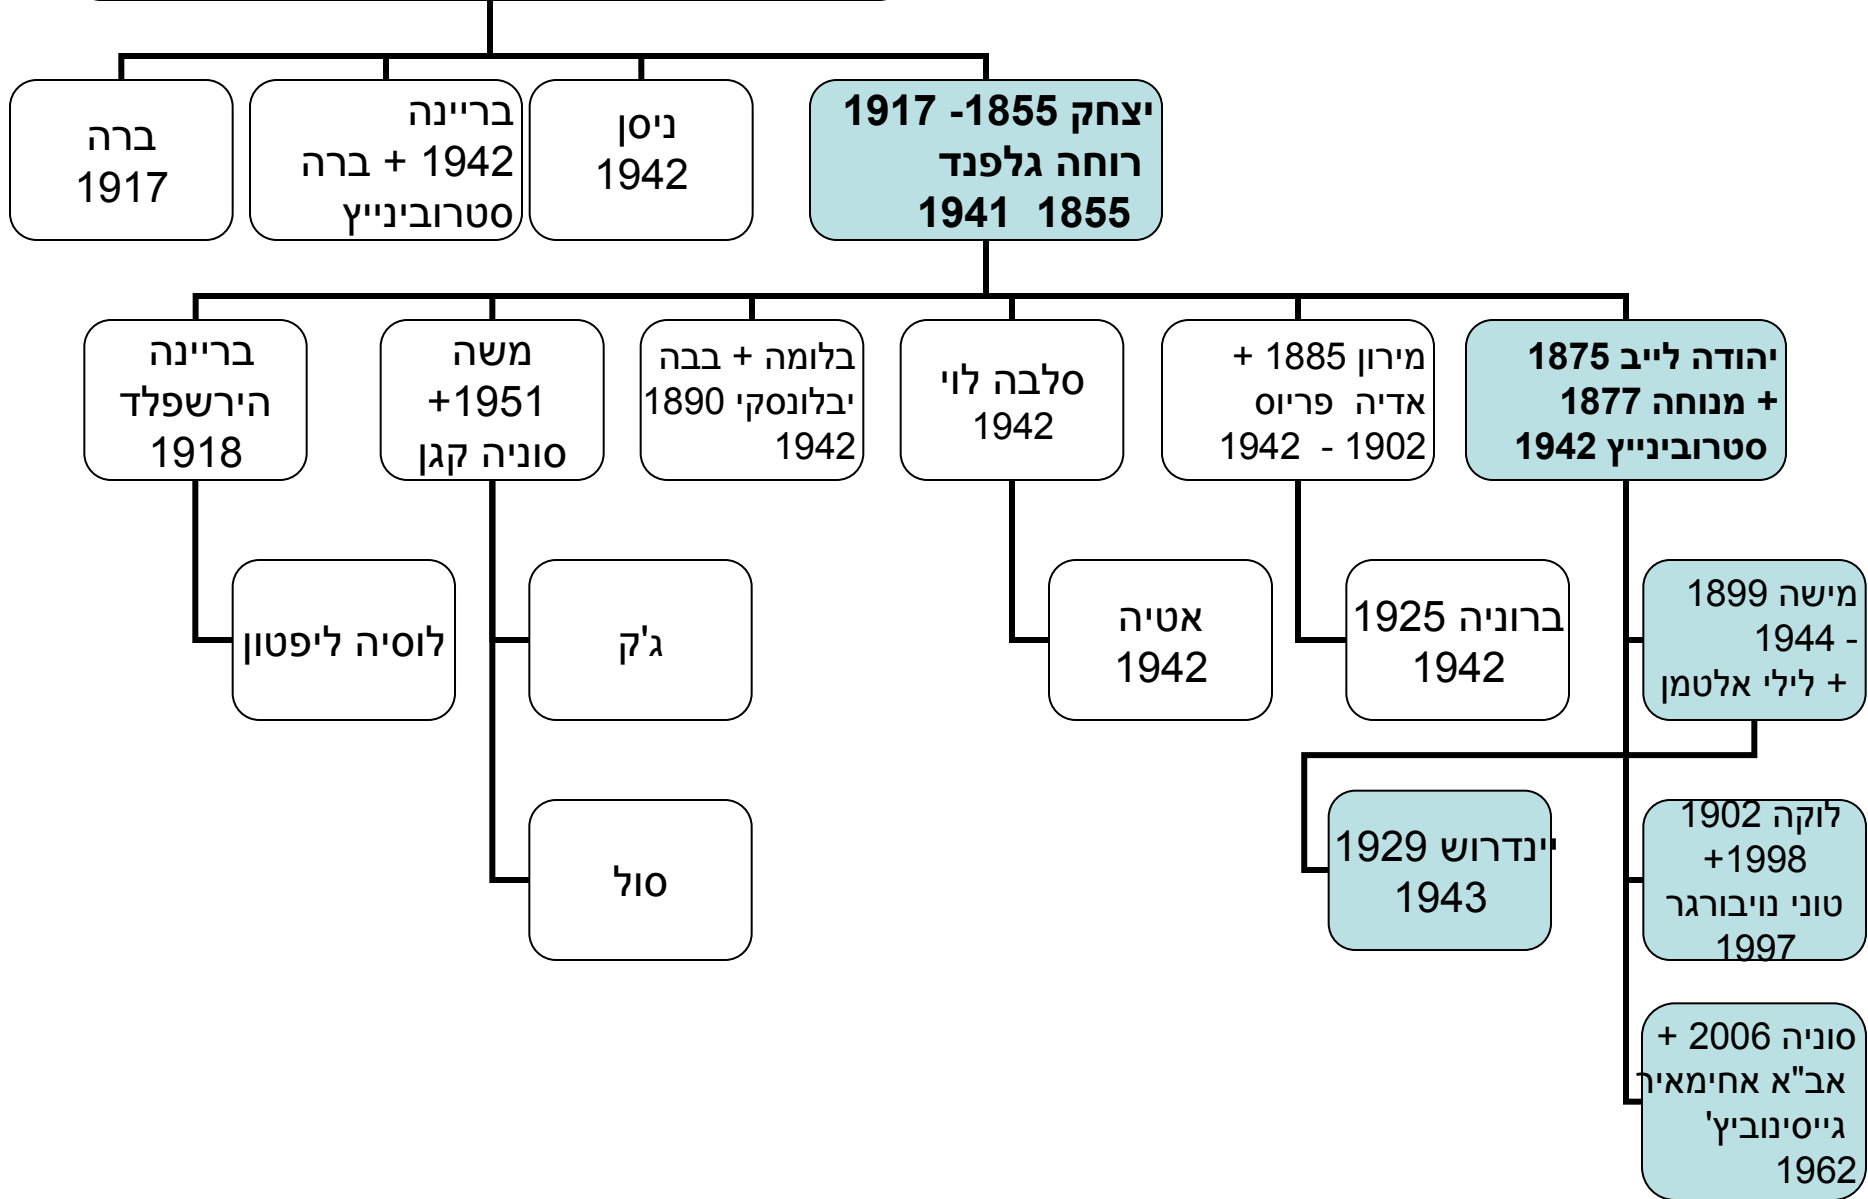 יצחק 1855- 1917
רוחה גלפנד
1855 1941
ניסן
1942
בריינה
1942 + ברה
סטרובינייץ
ברה
1917
יהודה לייב 1875
+ מנוחה 1877
סטרובינייץ 1942
מירון 1885 +
אדיה פריוס
1902 - 1942
סלבה לוי
1942
בלומה + בבה
יבלונסקי 1890
1942
משה
1951+
סוניה קגן
בריינה
הירשפלד
1918
מישה 1899
- 1944
+ לילי אלטמן
ברוניה 1925
1942
אטיה
1942
ג'ק
לוסיה ליפטון
לוקה 1902
1998+
טוני נויבורגר
1997
יינדרוש 1929
1943
סול
סוניה 2006 +
אב"א אחימאיר
גייסינוביץ'
1962